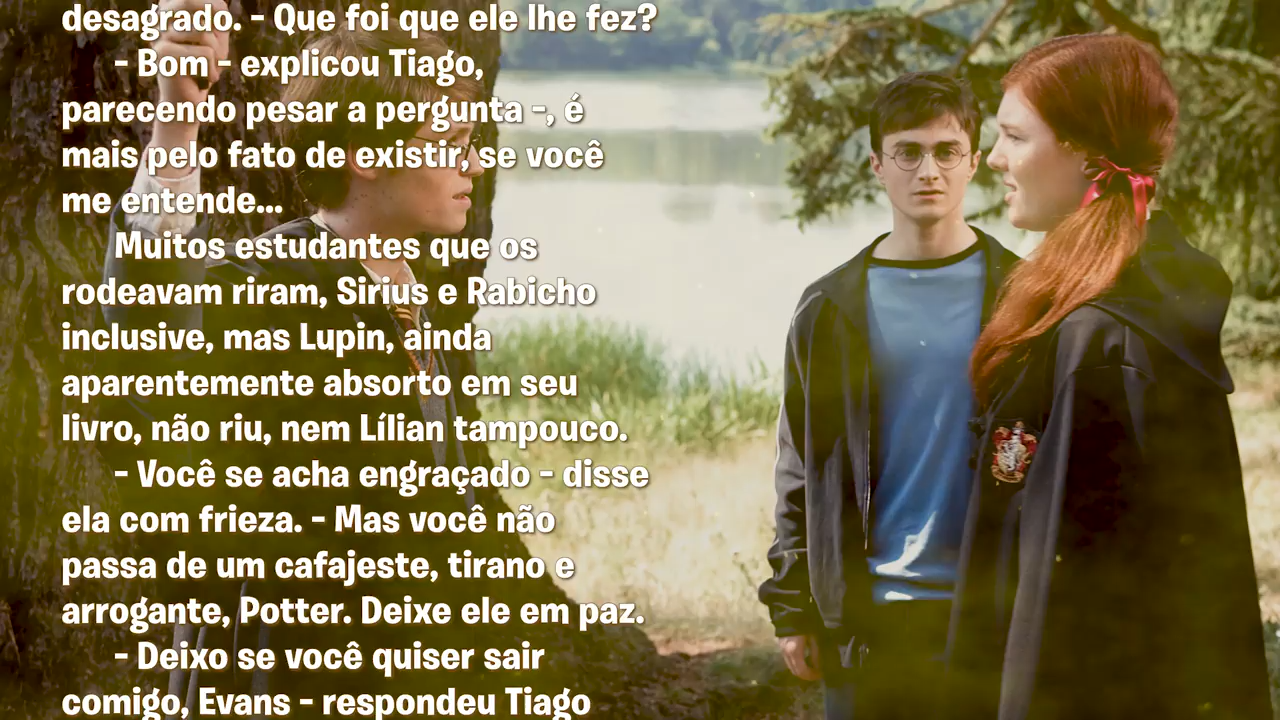 desagrado. - Que foi que ele lhe fez?
- Bom - explicou Tiago,
parecendo pesar a pergunta -, é
mais pelo fato de existir, se você
me entende...
Muitos estudantes que os
rodeavam riram, Sirius e Rabicho
inclusive, mas Lupin, ainda
aparentemente absorto em seu
livro, não riu, nem Lílian tampouco.
- Você se acha engraçado - disse
ela com frieza. - Mas você não
passa de um cafajeste, tirano e
arrogante, Potter. Deixe ele em paz.
- Deixo se você quiser sair
comigo, Evans - respondeu Tiago